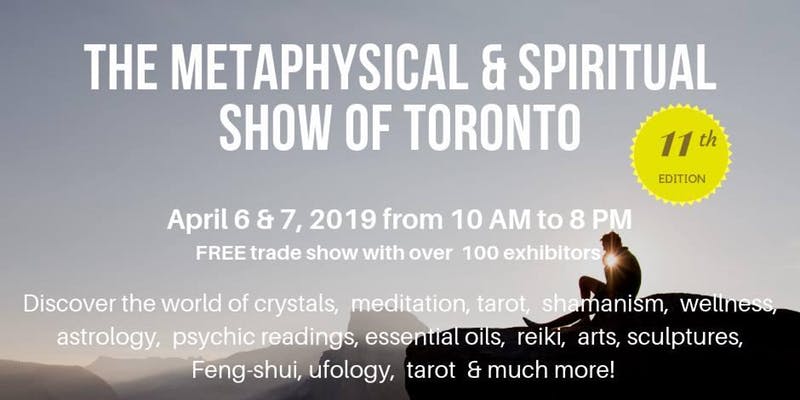 THE METAPHYSICAL & SPIRITUAL
SHOW OF TORONTO
11th
EDITION
April 6 & 7, 2019 from 10 AM to 8 PM
FREE trade show with over 100 exhibitors
Discover the world of crystals, meditation, tarot, shamanism, wellness,
astrology, psychic readings, essential oils, reiki, arts, sculptures,
Feng-shui, ufology, tarot & much more!